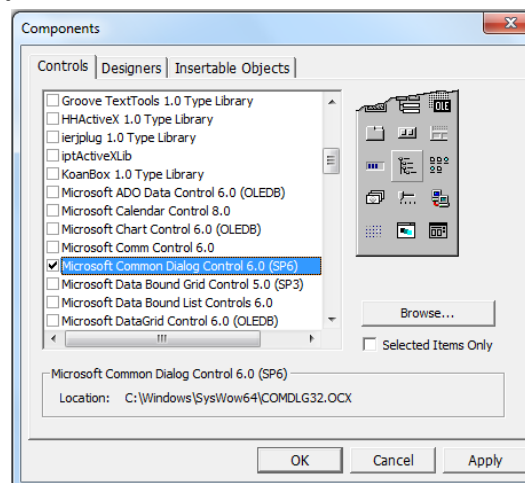 Components
Controls Designers Insertable Objects
Groove TextTools 1.0 Type Library
HHActiveX 1.0 Type Library
ierjplug 1.0 Type Library
iptActiveXLib
KoanBox 1.0 Type Library
Microsoft ADO Data Control 6.0 (OLEDB)
Microsoft Calendar Control 8.0
Microsoft Chart Control 6.0 (OLEDB)
Microsoft Comm Control 6.0
Microsoft Common Dialog Control 6.0 (SP6)
Microsoft Data Bound Grid Control 5.0 (SP3)
Microsoft Data Bound List Controls 6.0
Microsoft DataGrid Control 6.0 (OLEDB)
OLE
Browse...
Selected Items Only
Microsoft Common Dialog Control 6.0 (SP6)
Location: C:\Windows\SysWow64\COMDLG32.OCX
OK Cancel Apply